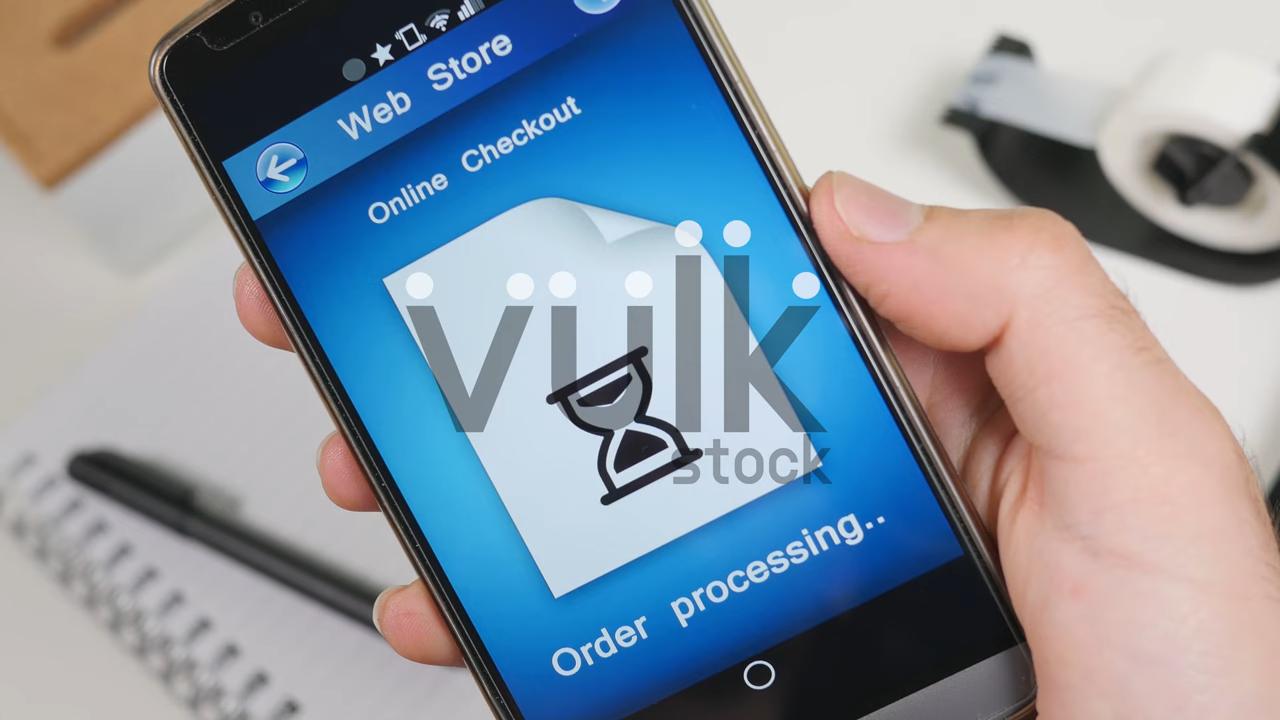 Web Store
Online Checkout
vulk
stock
Order processing..